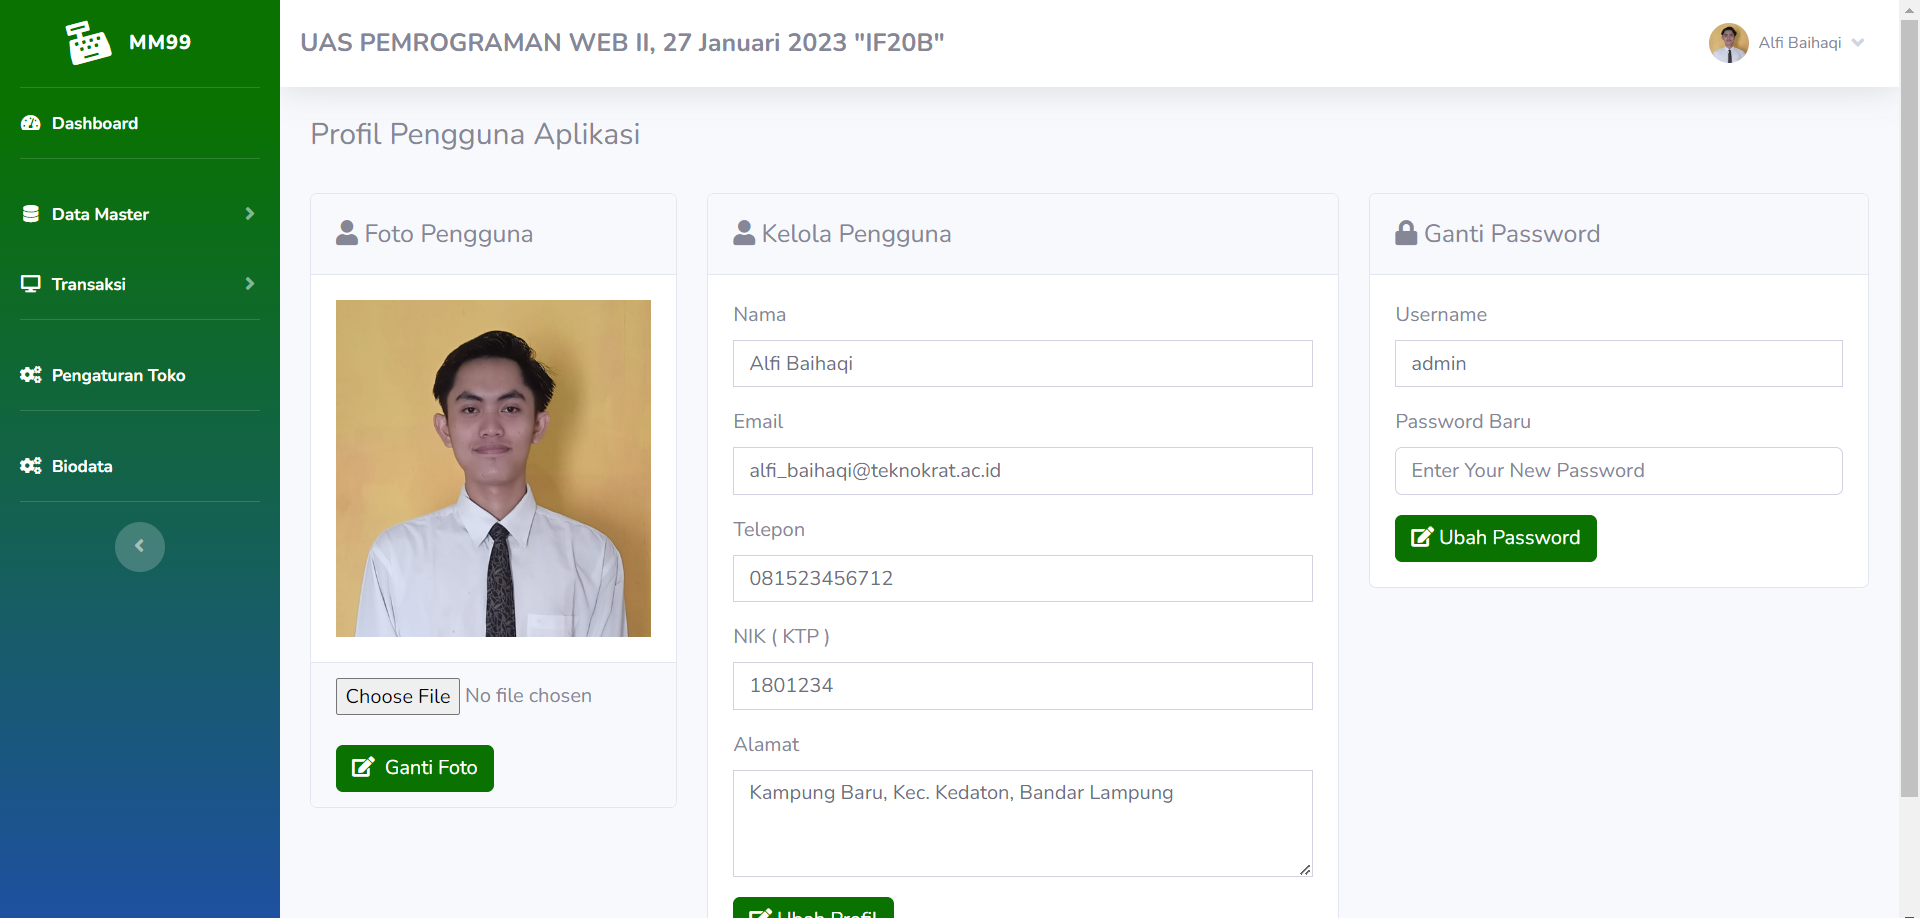 MM99
Dashboard
Data Master
Transaksi
Pengaturan Toko
Biodata
UAS PEMROGRAMAN WEB II, 27 Januari 2023 "IF20B"
Alfi Baihaqi
Profil Pengguna Aplikasi
Foto Pengguna
Choose File No file chosen
Ganti Foto
Kelola Pengguna
Nama
Alfi Baihaqi
Email
alfi_baihaqi@teknokrat.ac.id
Telepon
081523456712
NIK ( KTP )
1801234
Alamat
Kampung Baru, Kec. Kedaton, Bandar Lampung
Ubah Profil
Ganti Password
Username
admin
Password Baru
Enter Your New Password
Ubah Password